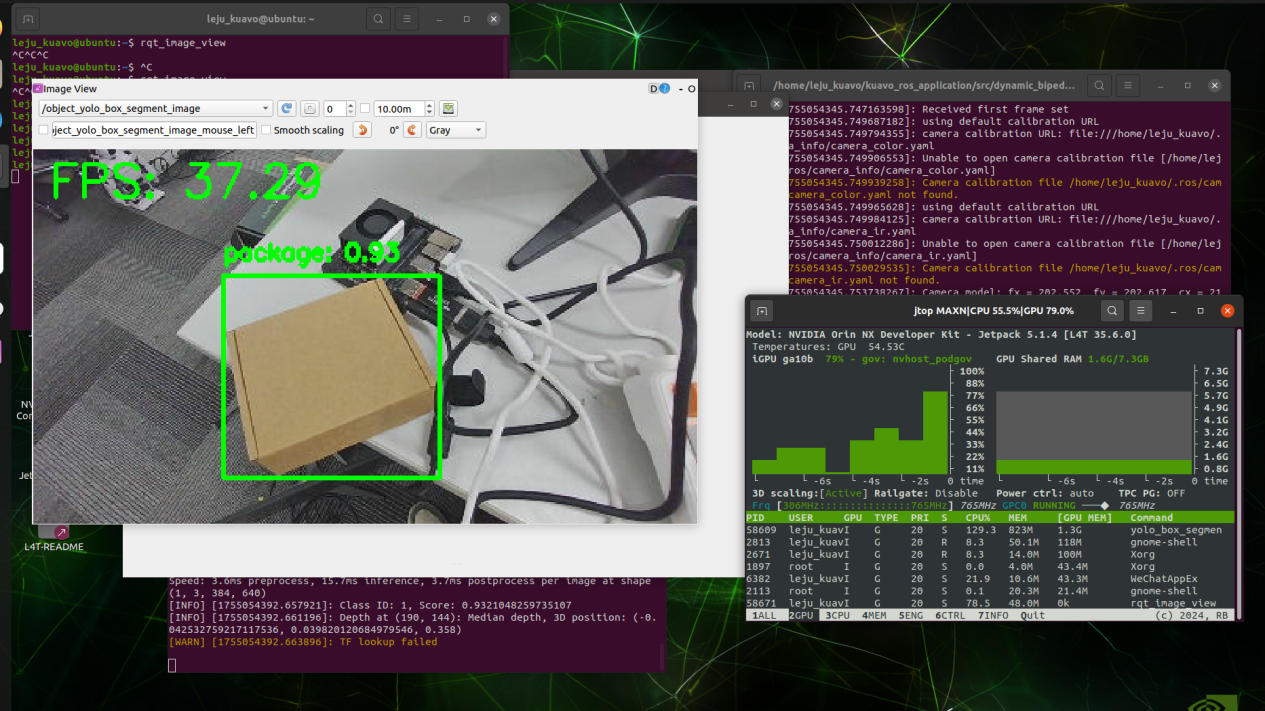 leju_kuavo@ubuntu: ~
leju_kuavo@ubuntu:~$ rqt_image_view
^C^C^C^C
leju_kuavo@ubuntu:~$ ^C
Image View
/object_yolo_box_segment_image
0
10.00m
ject_yolo_box_segment_image_mouse_left
Smooth scaling
0°
Gray
FPS: 37.29
package: 0.93
/home/leju_kuavo/kuavo_ros_application/src/dynamic_biped...
755054345.747163598]: Received first frame set
755054345.749687182]: using default calibration URL
755054345.749794355]: camera calibration URL: file:///home/leju_kuavo/.
a_info/camera_color.yaml
755054345.749906553]: Unable to open camera calibration file [/home/lej
ros/camera_info/camera_color.yaml]
755054345.749939258]: Camera calibration file /home/leju_kuavo/.ros/cam
camera_color.yaml not found.
755054345.749965628]: using default calibration URL
755054345.749984125]: camera calibration URL: file:///home/leju_kuavo/.
a_info/camera_ir.yaml
755054345.750012286]: Unable to open camera calibration file [/home/lej
ros/camera_info/camera_ir.yaml]
755054345.750029535]: Camera calibration file /home/leju_kuavo/.ros/cam
camera_ir.yaml not found.
755054345.753738267]: Camera model: fx = 202.552, fy = 202.617, cx = 21
jtop MAXN|CPU 55.5%|GPU 79.0%
Model: NVIDIA Orin NX Developer Kit - Jetpack 5.1.4 [L4T 35.6.0]
Temperatures: GPU 54.53C
iGPU ga10b 79% - gov: nvhost_podgov GPU Shared RAM 1.6G/7.3GB
100% 7.3G
88% 6.5G
77% 5.7G
66% 4.9G
55% 4.1G
44% 3.2G
33% 2.4G
22% 1.6G
11% 0.8G
-6s -4s -2s 0 time -6s -4s -2s 0 time
3D scaling:[Active] Railgate: Disable Power ctrl: auto TPC PG: OFF
Frq [306MHz::::::::::::::::765MHz] 765MHz GPC0 RUNNING 765MHz
PID USER GPU TYPE PRI S CPU% MEM [GPU MEM] Command
58609 leju_kuavI G 20 S 129.3 823M 1.3G yolo_box_segmen
2813 leju_kuavI G 20 R 8.3 50.1M 118M gnome-shell
2671 leju_kuavI G 20 R 8.3 14.0M 100M Xorg
1897 root I G 20 S 0.0 4.0M 43.4M Xorg
6382 leju_kuavI G 20 S 21.9 10.6M 43.3M WeChatAppEx
2113 root I G 20 S 0.1 20.3M 21.4M gnome-shell
58671 leju_kuavI G 20 S 78.5 48.0M 0k rqt_image_view
1ALL 2GPU 3CPU 4MEM 5ENG 6CTRL 7INFO Quit (c) 2024, RB
L4T-README
Speed: 3.6ms preprocess, 15.7ms inference, 3.7ms postprocess per image at shape
(1, 3, 384, 640)
[INFO] [1755054392.657921]: Class ID: 1, Score: 0.9321048259735107
[INFO] [1755054392.661196]: Depth at (190, 144): Median depth, 3D position: (-0.
042532759217117536, 0.039820120684979546, 0.358)
[WARN] [1755054392.663896]: TF lookup failed